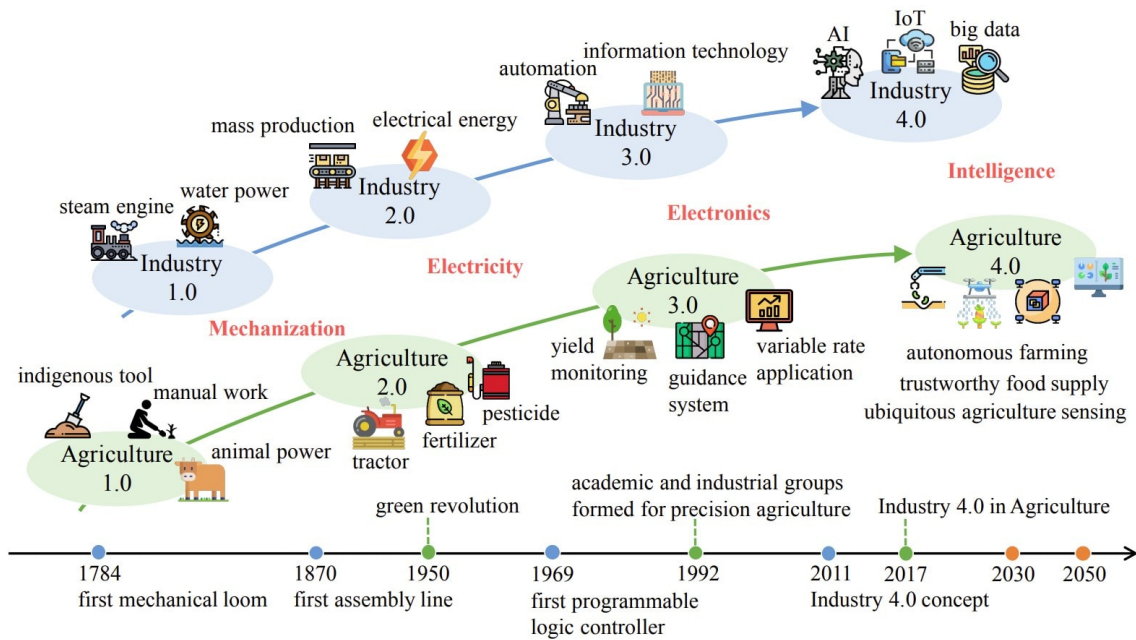 AI
IoT
big data
Industry
4.0
information technology
automation
Industry
3.0
mass production
electrical energy
Industry
2.0
steam engine
water power
Industry
1.0
Mechanization
Electricity
Electronics
Intelligence
indigenous tool
manual work
animal power
Agriculture
1.0
Agriculture
2.0
tractor
fertilizer
pesticide
Agriculture
3.0
yield
monitoring
guidance
system
variable rate
application
Agriculture
4.0
autonomous farming
trustworthy food supply
ubiquitous agriculture sensing
green revolution
academic and industrial groups
formed for precision agriculture
Industry 4.0 in Agriculture
1784
1870
1950
1969
1992
2011
2017
2030
2050
first mechanical loom
first assembly line
first programmable
logic controller
Industry 4.0 concept